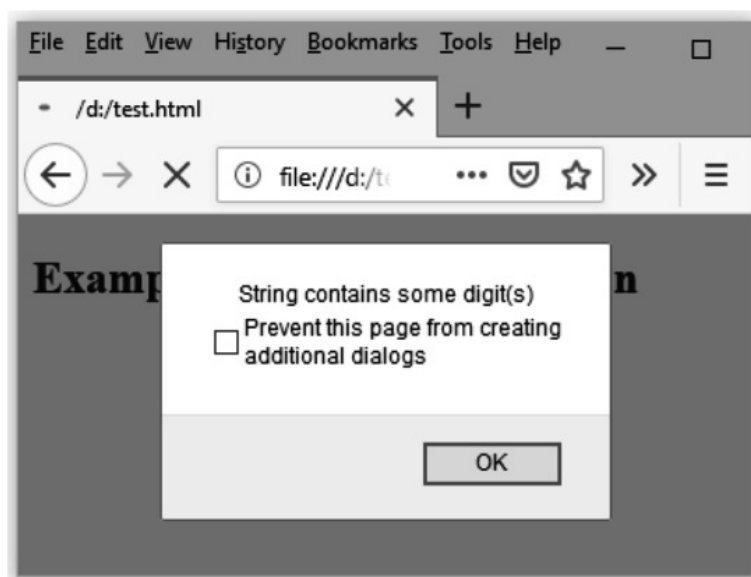 File Edit View History Bookmarks Tools Help
/d:/test.html
file:///d:/t
String contains some digit(s)
Prevent this page from creating
additional dialogs
OK